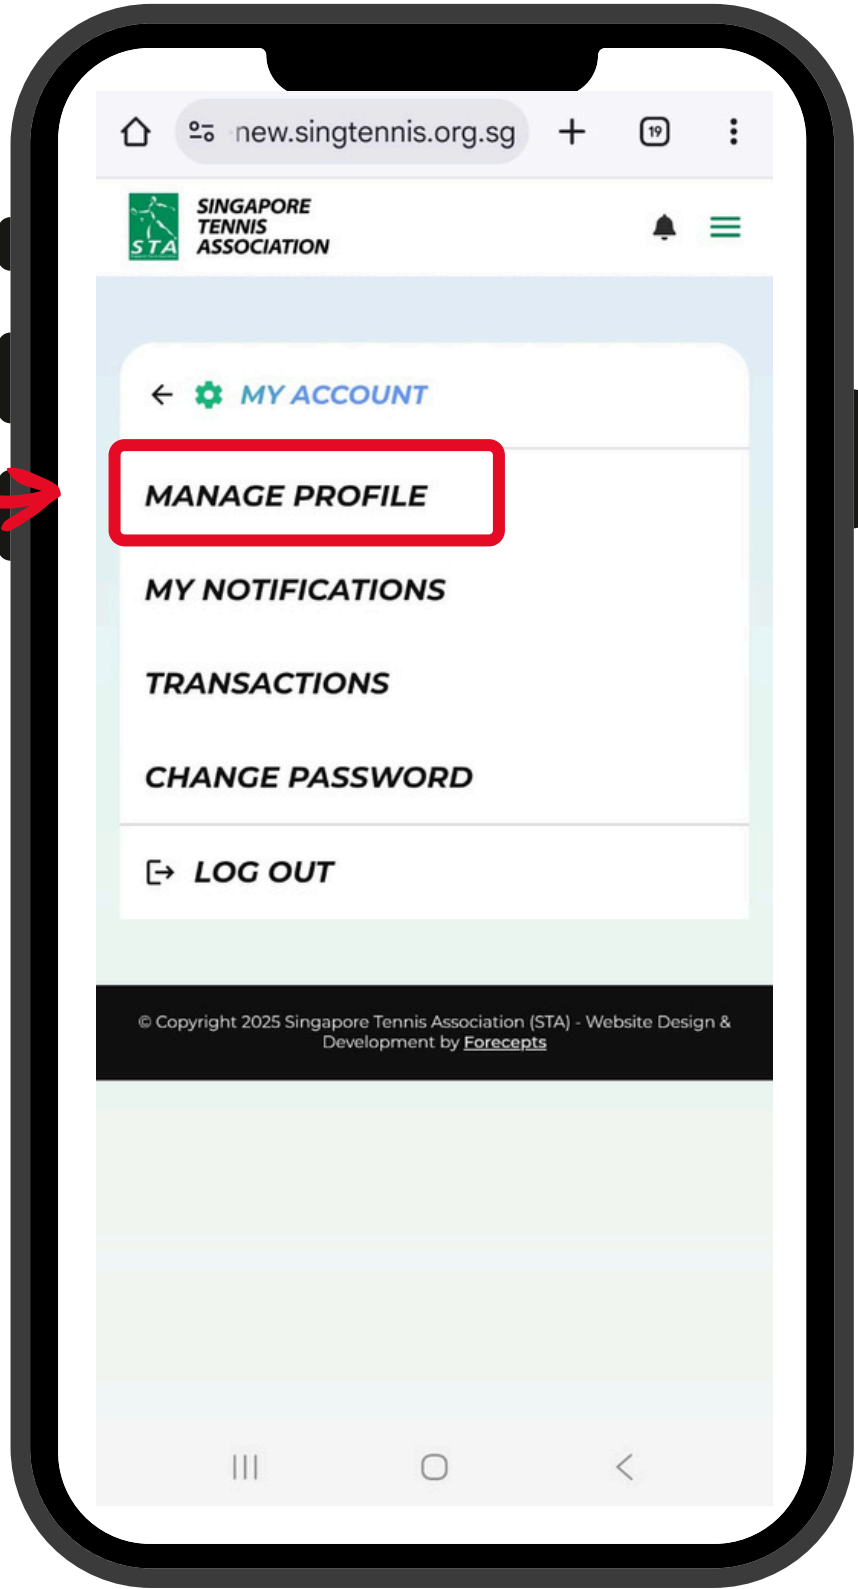 new.singtennis.org.sg
19
SINGAPORE
TENNIS
ASSOCIATION
STA
MY ACCOUNT
MANAGE PROFILE
MY NOTIFICATIONS
TRANSACTIONS
CHANGE PASSWORD
LOG OUT
© Copyright 2025 Singapore Tennis Association (STA) - Website Design &
Development by Forecepts